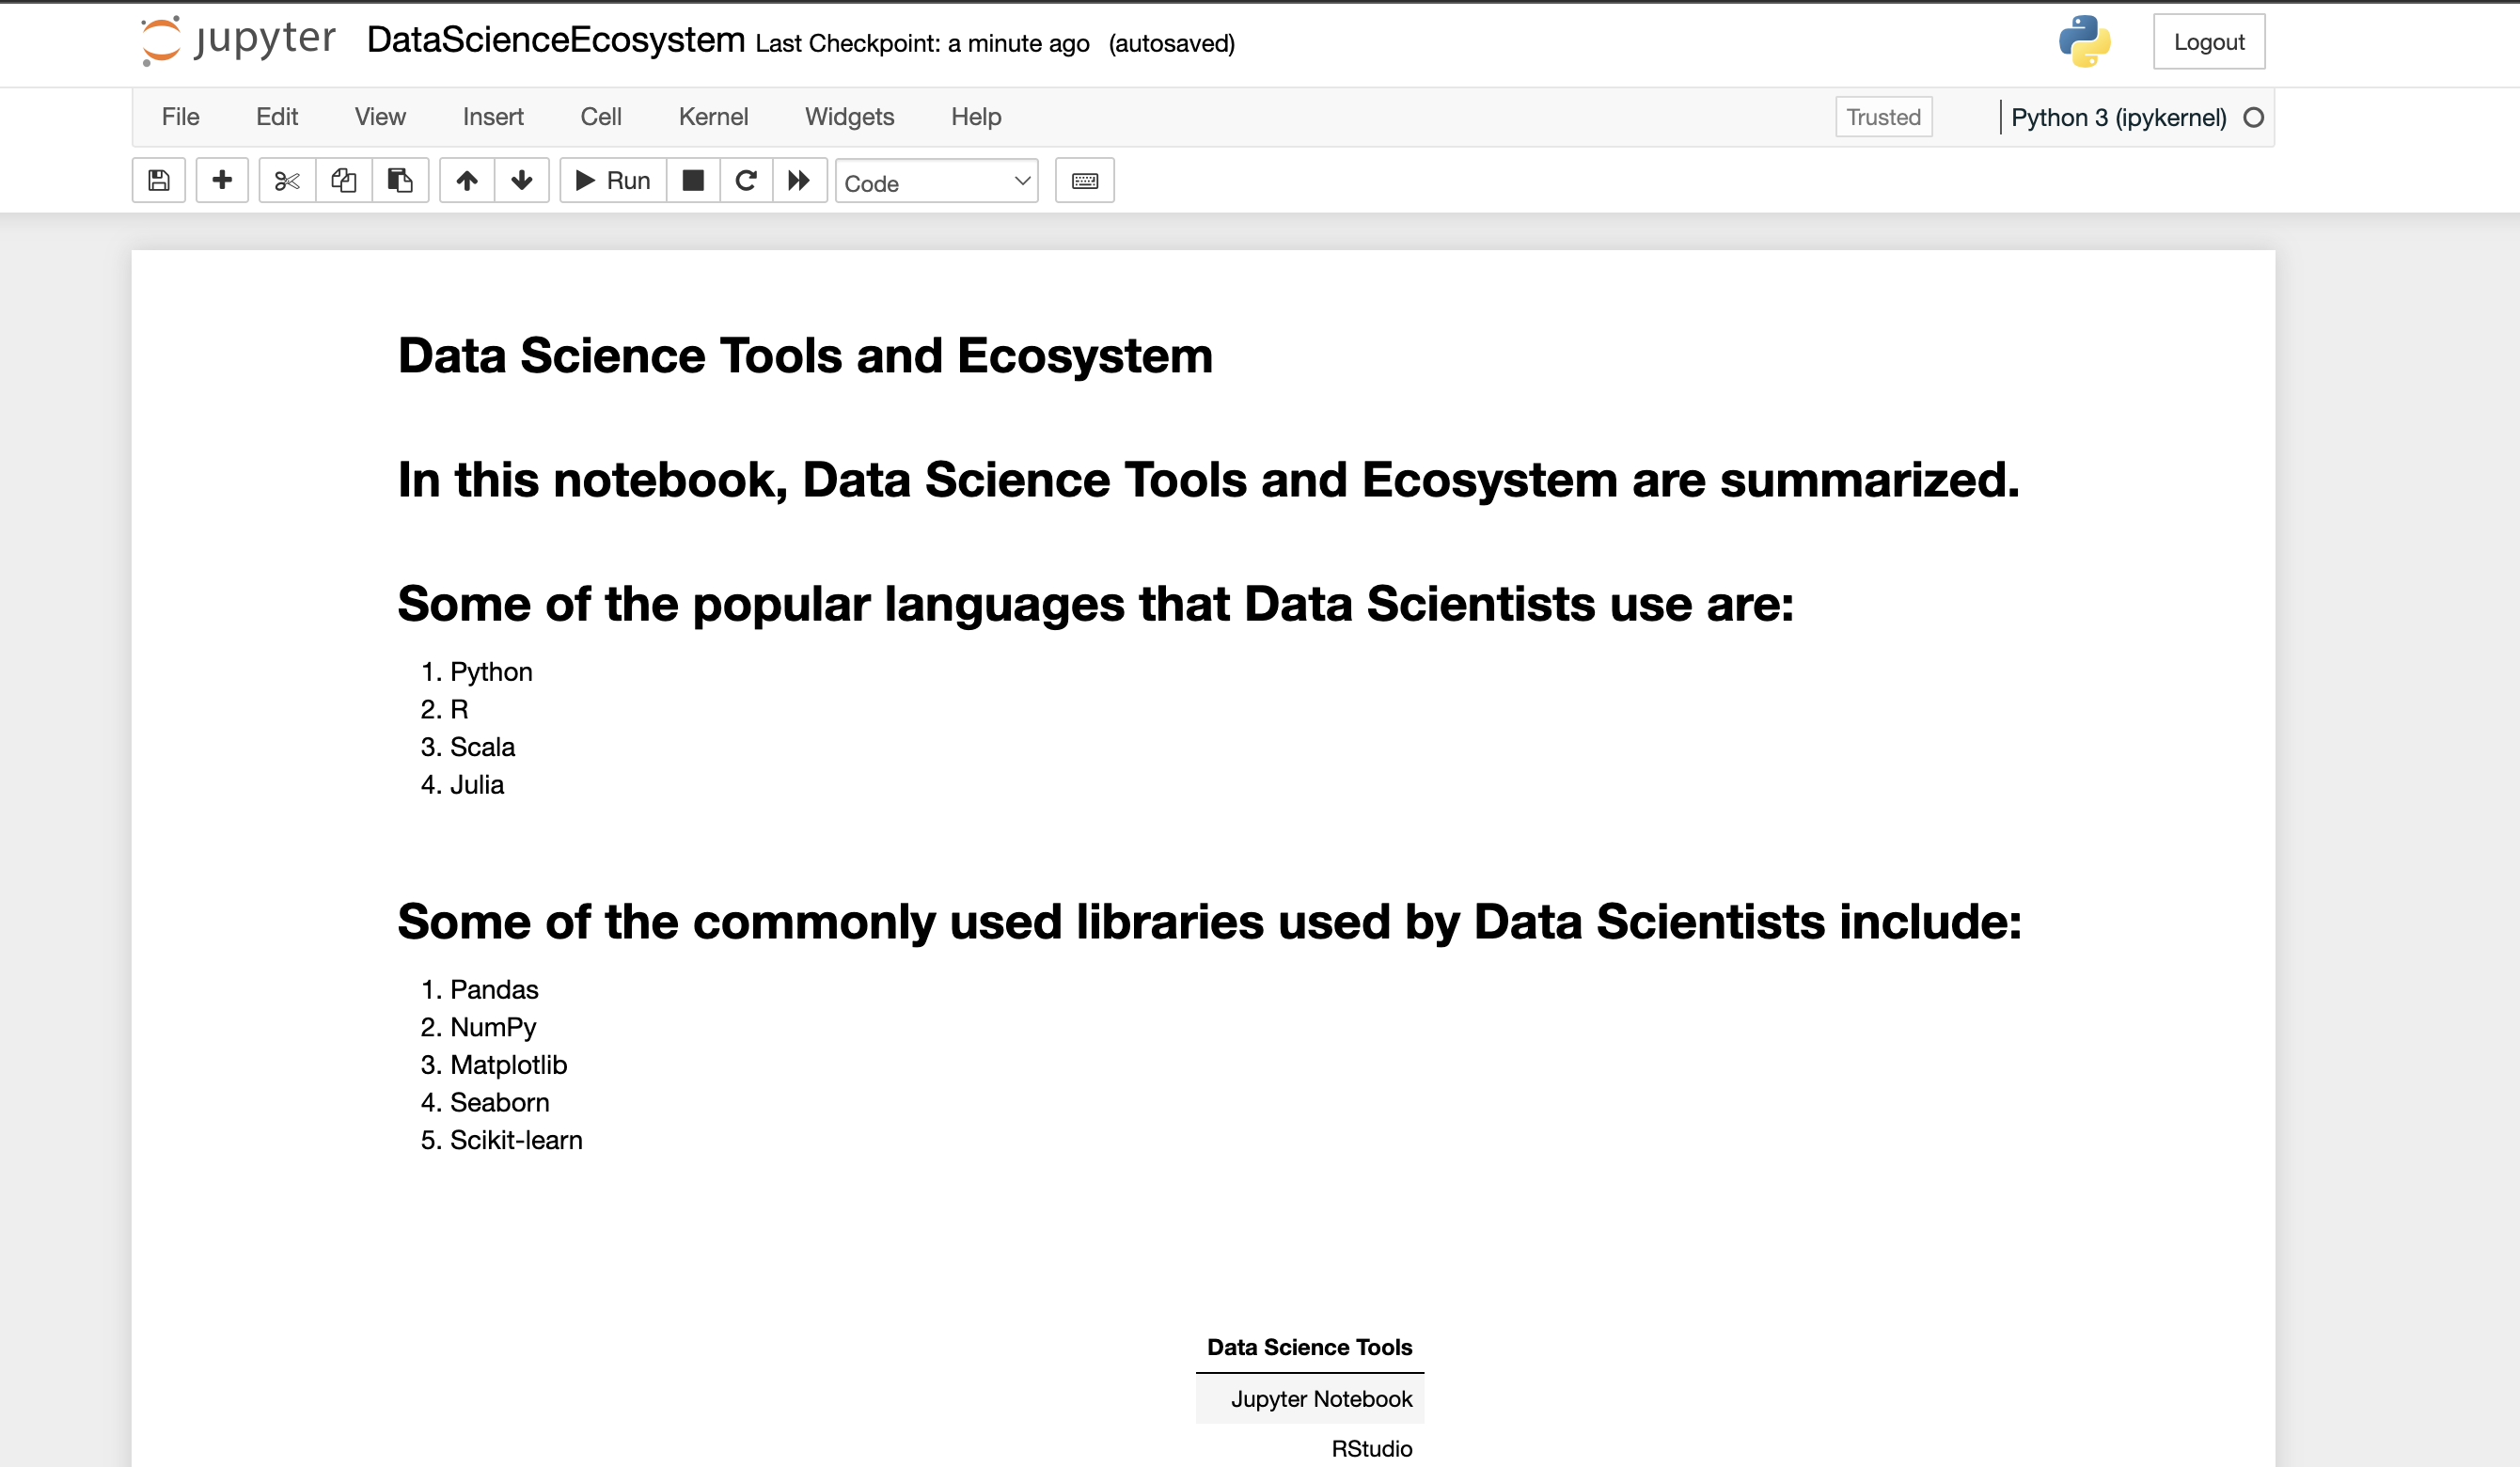 jupyter DataScienceEcosystem Last Checkpoint: a minute ago (autosaved) Logout
File Edit View Insert Cell Kernel Widgets Help Trusted Python 3 (ipykernel)
Run Code
Data Science Tools and Ecosystem
In this notebook, Data Science Tools and Ecosystem are summarized.
Some of the popular languages that Data Scientists use are:
1. Python
2. R
3. Scala
4. Julia
Some of the commonly used libraries used by Data Scientists include:
1. Pandas
2. NumPy
3. Matplotlib
4. Seaborn
5. Scikit-learn
Data Science Tools
Jupyter Notebook
RStudio